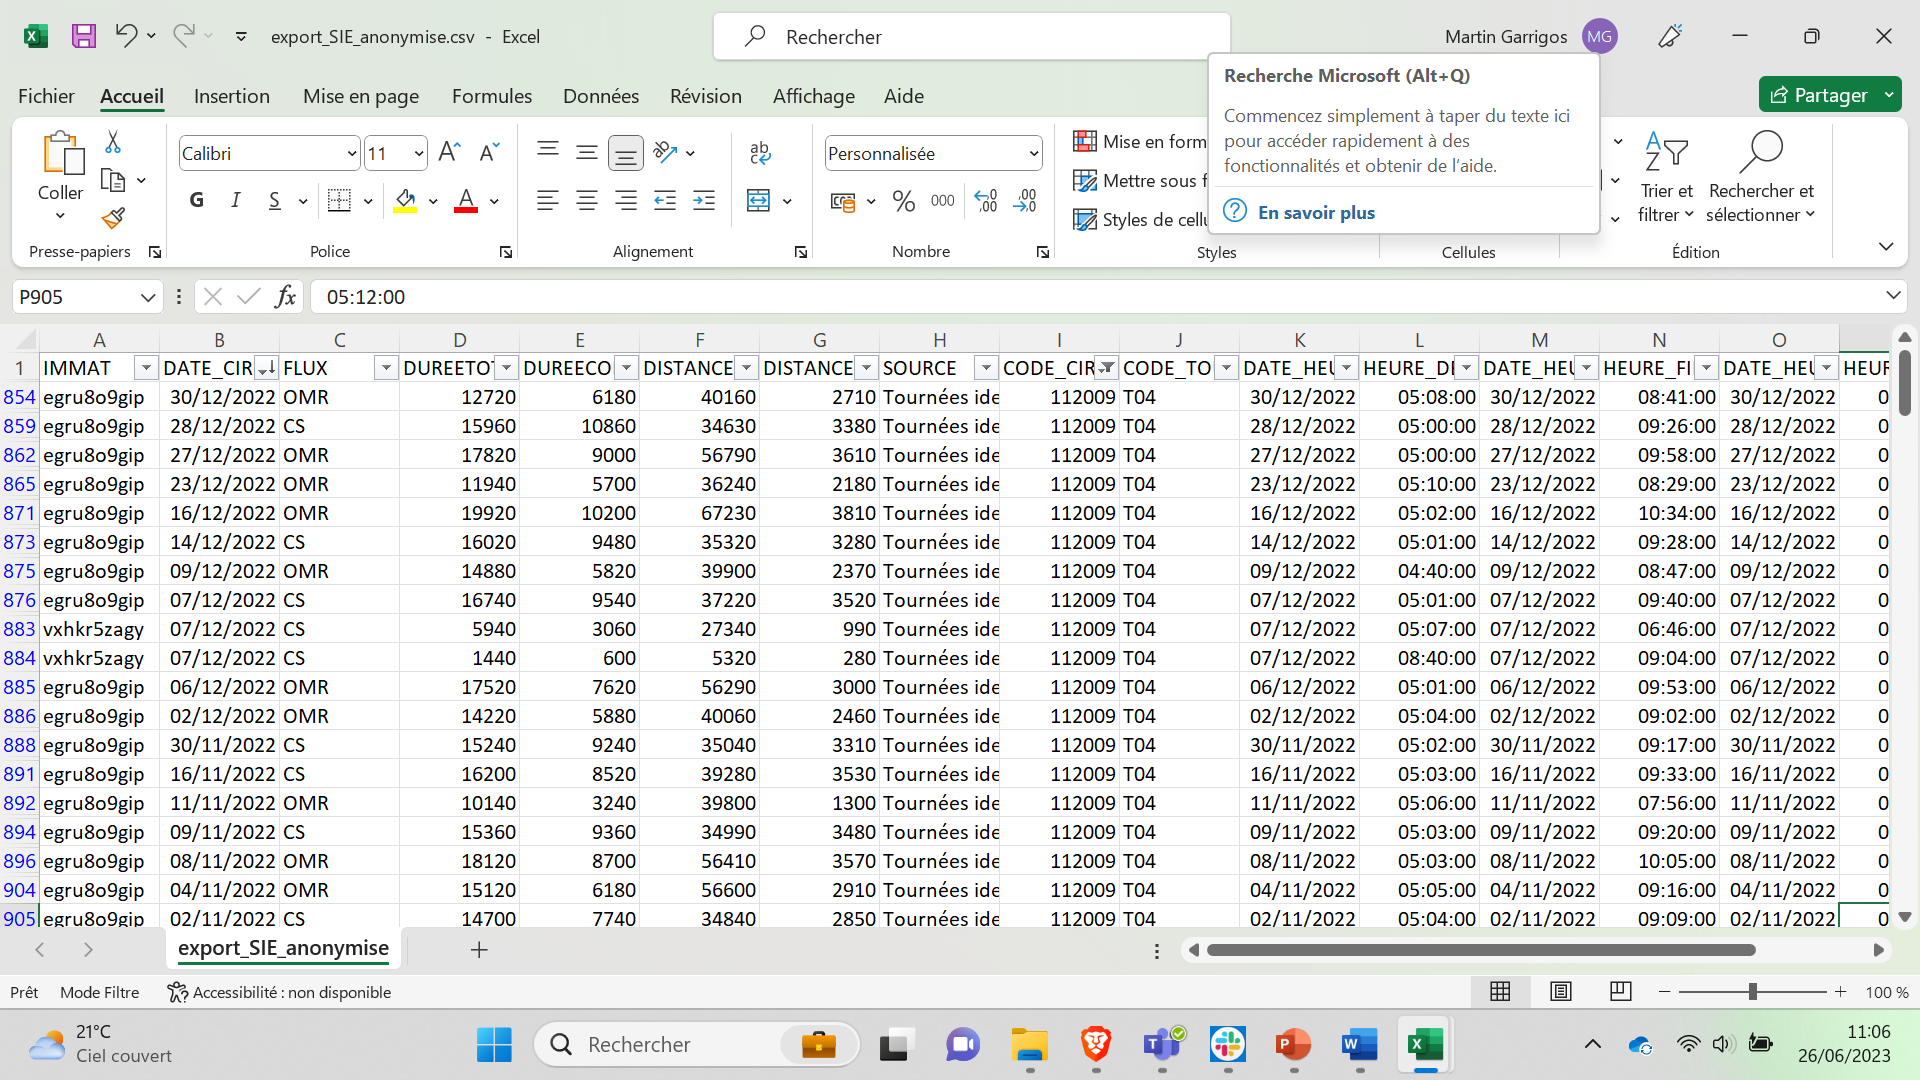 export_SIE_anonymise.csv - Excel
Rechercher
Martin Garrigos MG
Fichier Accueil Insertion Mise en page Formules Données Révision Affichage Aide
Partager
Recherche Microsoft (Alt+Q)
Commencez simplement à taper du texte ici
pour accéder rapidement à des
fonctionnalités et obtenir de l'aide.
En savoir plus
Coller
Presse-papiers
Calibri 11
G I S
Police
Alignement
Personnalisée
% 000
Nombre
Mise en form
Mettre sous f
Styles de cellu
Styles
Cellules
Trier et
filtrer
Rechercher et
sélectionner
Édition
P905 fx 05:12:00
A B C D E F G H I J K L M N O
1 IMMAT DATE_CIR FLUX DUREETOT DUREECO DISTANCE DISTANCE SOURCE CODE_CIR CODE_TO DATE_HEU HEURE_DE DATE_HEU HEURE_FI DATE_HEU HEUR
854 egru8o9gip 30/12/2022 OMR 12720 6180 40160 2710 Tournées ide 112009 T04 30/12/2022 05:08:00 30/12/2022 08:41:00 30/12/2022 0
859 egru8o9gip 28/12/2022 CS 15960 10860 34630 3380 Tournées ide 112009 T04 28/12/2022 05:00:00 28/12/2022 09:26:00 28/12/2022 0
862 egru8o9gip 27/12/2022 OMR 17820 9000 56790 3610 Tournées ide 112009 T04 27/12/2022 05:00:00 27/12/2022 09:58:00 27/12/2022 0
865 egru8o9gip 23/12/2022 OMR 11940 5700 36240 2180 Tournées ide 112009 T04 23/12/2022 05:10:00 23/12/2022 08:29:00 23/12/2022 0
871 egru8o9gip 16/12/2022 OMR 19920 10200 67230 3810 Tournées ide 112009 T04 16/12/2022 05:02:00 16/12/2022 10:34:00 16/12/2022 0
873 egru8o9gip 14/12/2022 CS 16020 9480 35320 3280 Tournées ide 112009 T04 14/12/2022 05:01:00 14/12/2022 09:28:00 14/12/2022 0
875 egru8o9gip 09/12/2022 OMR 14880 5820 39900 2370 Tournées ide 112009 T04 09/12/2022 04:40:00 09/12/2022 08:47:00 09/12/2022 0
876 egru8o9gip 07/12/2022 CS 16740 9540 37220 3520 Tournées ide 112009 T04 07/12/2022 05:01:00 07/12/2022 09:40:00 07/12/2022 0
883 vxhkr5zagy 07/12/2022 CS 5940 3060 27340 990 Tournées ide 112009 T04 07/12/2022 05:07:00 07/12/2022 06:46:00 07/12/2022 0
884 vxhkr5zagy 07/12/2022 CS 1440 600 5320 280 Tournées ide 112009 T04 07/12/2022 08:40:00 07/12/2022 09:04:00 07/12/2022 0
885 egru8o9gip 06/12/2022 OMR 17520 7620 56290 3000 Tournées ide 112009 T04 06/12/2022 05:01:00 06/12/2022 09:53:00 06/12/2022 0
886 egru8o9gip 02/12/2022 OMR 14220 5880 40060 2460 Tournées ide 112009 T04 02/12/2022 05:04:00 02/12/2022 09:02:00 02/12/2022 0
888 egru8o9gip 30/11/2022 CS 15240 9240 35040 3310 Tournées ide 112009 T04 30/11/2022 05:02:00 30/11/2022 09:17:00 30/11/2022 0
891 egru8o9gip 16/11/2022 CS 16200 8520 39280 3530 Tournées ide 112009 T04 16/11/2022 05:03:00 16/11/2022 09:33:00 16/11/2022 0
892 egru8o9gip 11/11/2022 OMR 10140 3240 39800 1300 Tournées ide 112009 T04 11/11/2022 05:06:00 11/11/2022 07:56:00 11/11/2022 0
894 egru8o9gip 09/11/2022 CS 15360 9360 34990 3480 Tournées ide 112009 T04 09/11/2022 05:03:00 09/11/2022 09:20:00 09/11/2022 0
896 egru8o9gip 08/11/2022 OMR 18120 8700 56410 3570 Tournées ide 112009 T04 08/11/2022 05:03:00 08/11/2022 10:05:00 08/11/2022 0
904 egru8o9gip 04/11/2022 OMR 15120 6180 56600 2910 Tournées ide 112009 T04 04/11/2022 05:05:00 04/11/2022 09:16:00 04/11/2022 0
905 egru8o9gip 02/11/2022 CS 14700 7740 34840 2850 Tournées ide 112009 T04 02/11/2022 05:04:00 02/11/2022 09:09:00 02/11/2022 0
export_SIE_anonymise
Prêt Mode Filtre Accessibilité : non disponible 100 %
21°C
Ciel couvert
Rechercher
11:06
26/06/2023